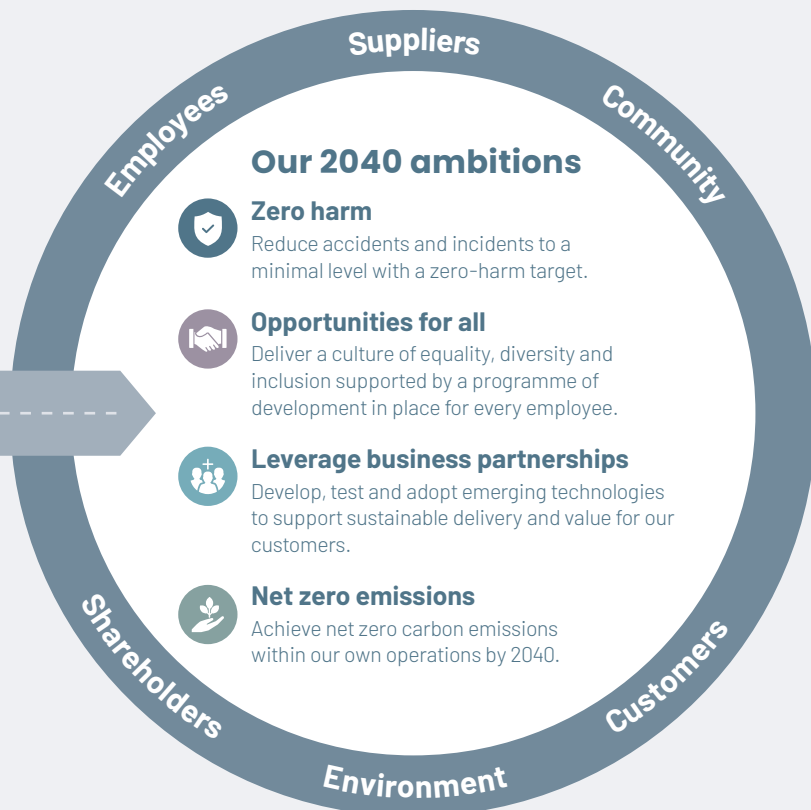 Suppliers
Employees
Community
Our 2040 ambitions
Zero harm
Reduce accidents and incidents to a
minimal level with a zero-harm target.
Opportunities for all
Deliver a culture of equality, diversity and
inclusion supported by a programme of
development in place for every employee.
Leverage business partnerships
Develop, test and adopt emerging technologies
to support sustainable delivery and value for our
customers.
Net zero emissions
Achieve net zero carbon emissions
within our own operations by 2040.
Shareholders
Customers
Environment